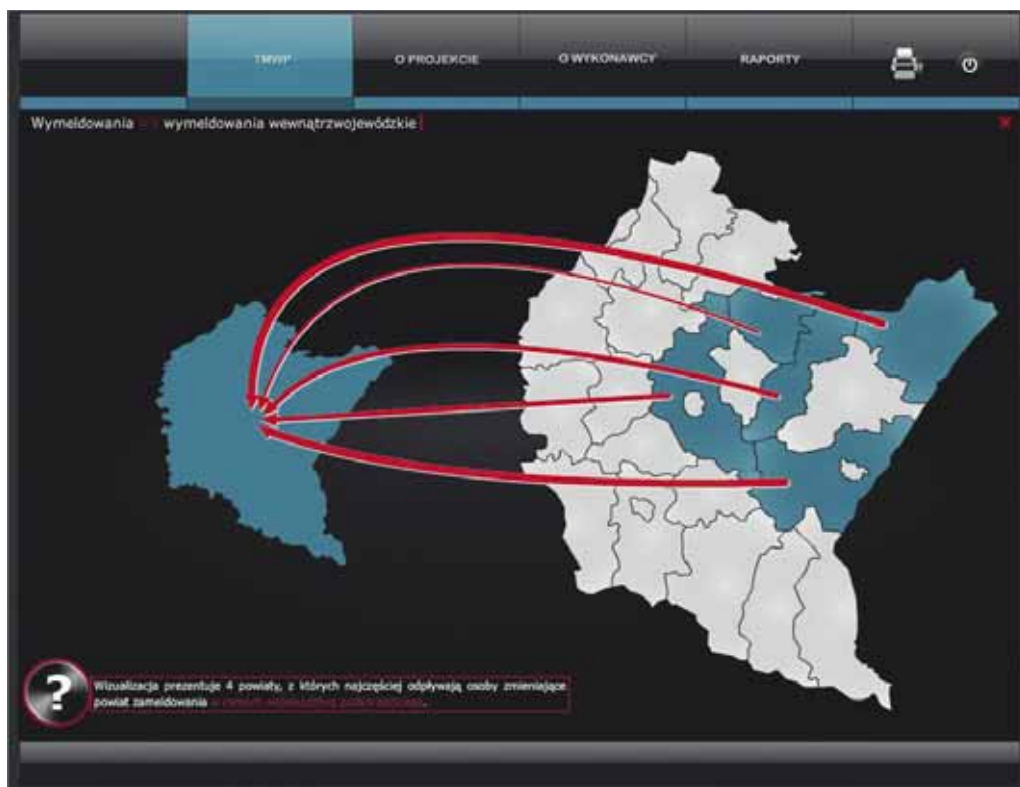 TMWP
O PROJEKCIE
O WYKONAWCY
RAPORTY
Wymeldowania => wymeldowania wewnątrzwojewódzkie
?
Wizualizacja prezentuje 4 powiaty, z których najczęściej odpływają osoby zmieniające
powiat zameldowania